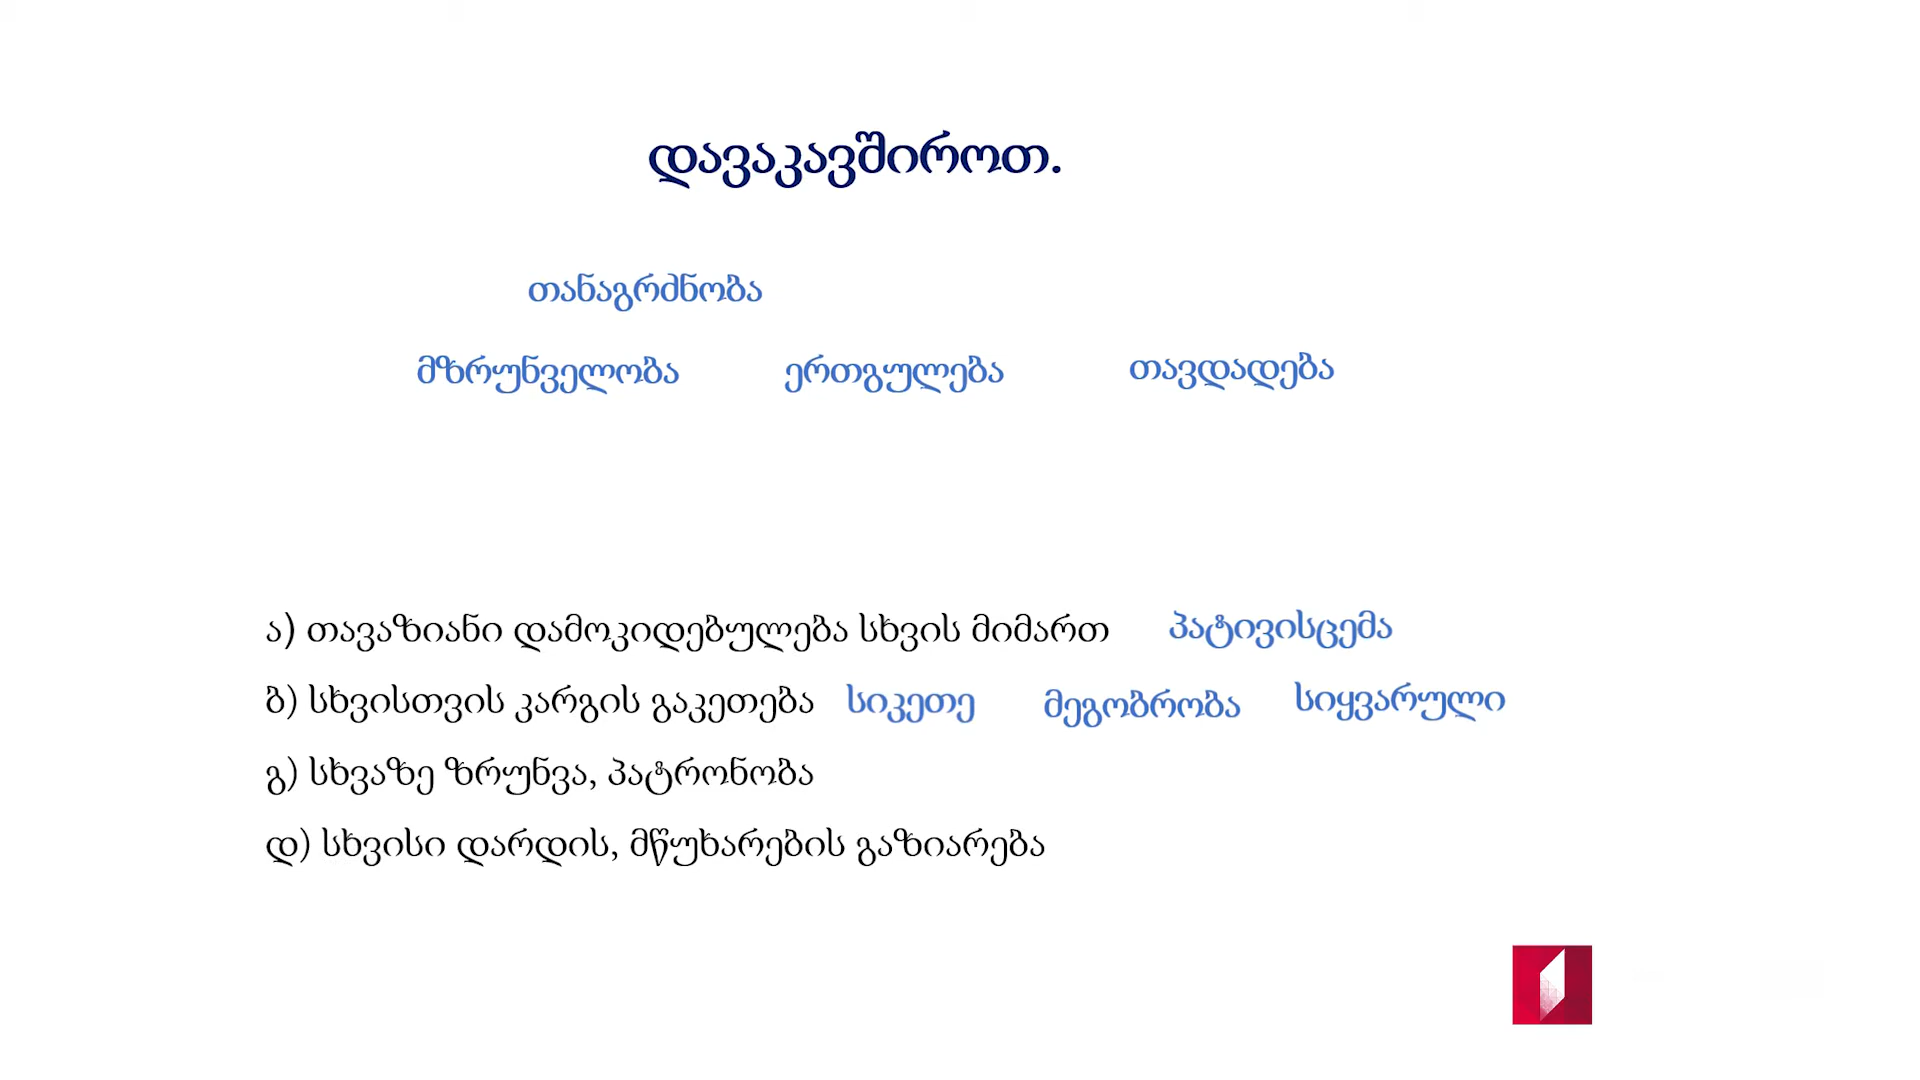 დავაკავშიროთ.
თანაგრძნობა
მზრუნველობა ერთგულება თავდადება
ა) თავაზიანი დამოკიდებულება სხვის მიმართ პატივისცემა
ბ) სხვისთვის კარგის გაკეთება სიკეთე მეგობრობა სიყვარული
გ) სხვაზე ზრუნვა, პატრონობა
დ) სხვისი დარდის, მწუხარების გაზიარება